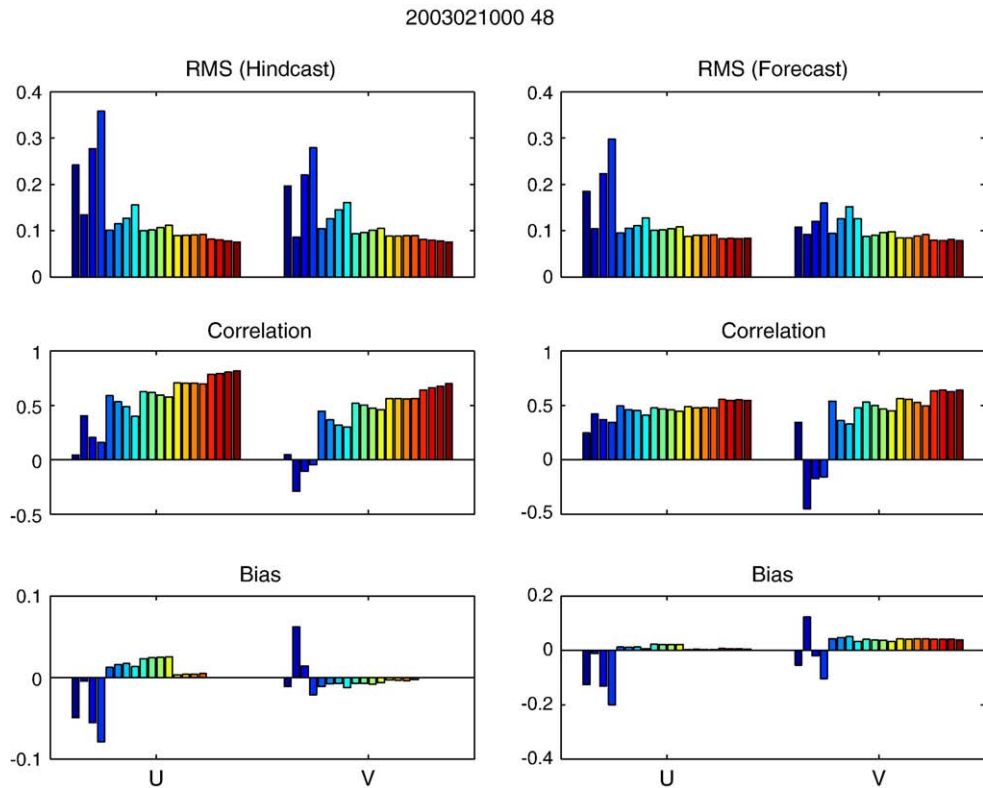 2003021000 48
RMS (Hindcast)
RMS (Forecast)
0.4
0.3
0.2
0.1
0
0.4
0.3
0.2
0.1
0
Correlation
Correlation
1
0.5
0
-0.5
1
0.5
0
-0.5
Bias
Bias
0.1
0
-0.1
0.2
0
-0.2
-0.4
U
V
U
V